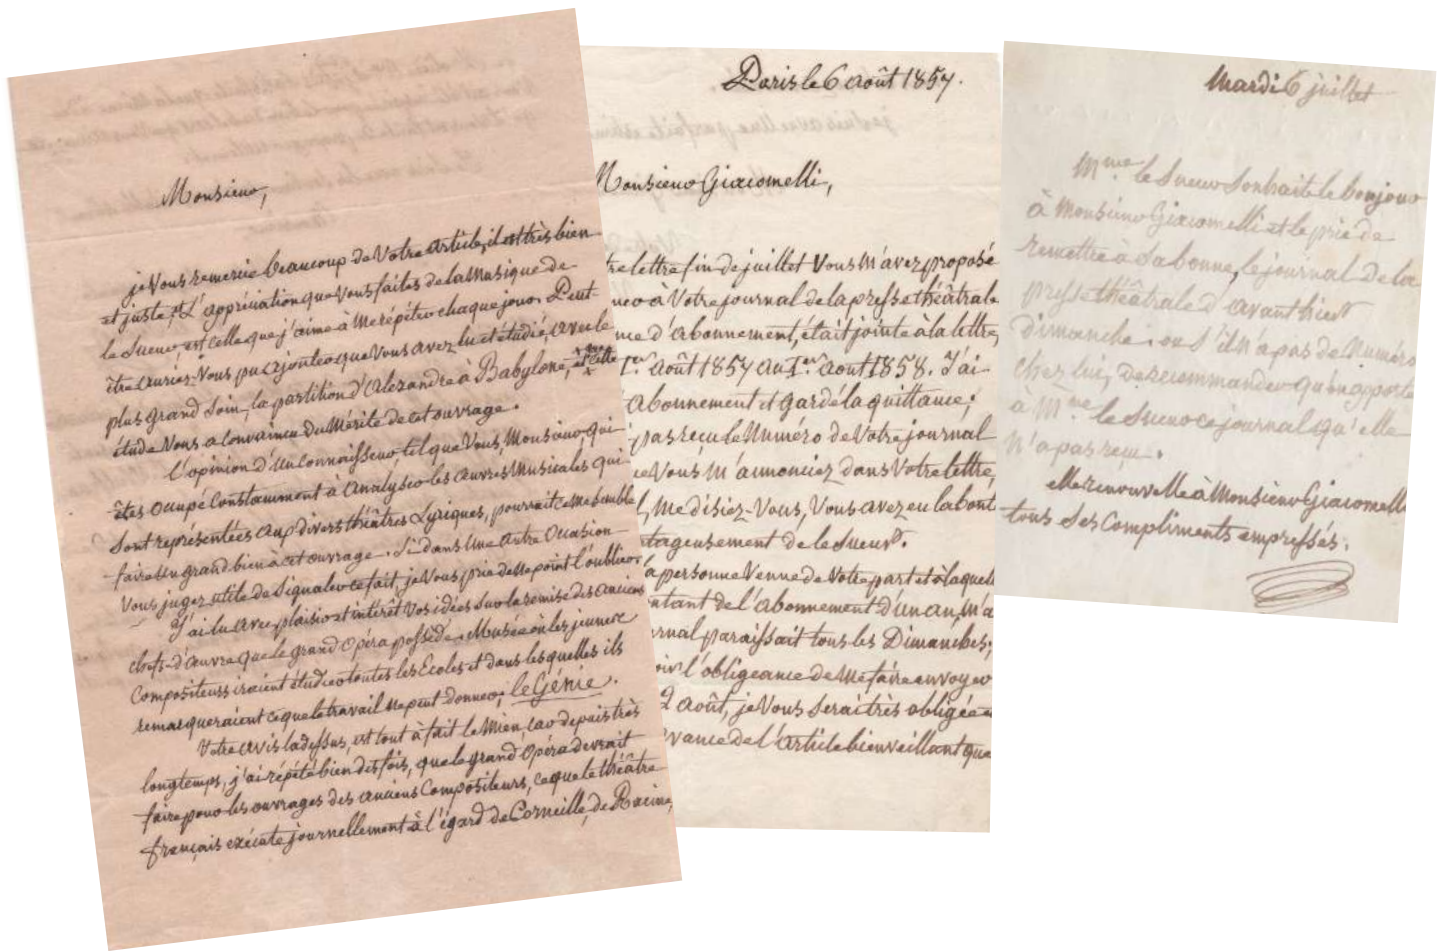 Monsieur,
je Vous remercie beaucoup de Votre article, il est très bien
et juste, L'appréciation que Vous faites de la Musique de
le Sueur, est celle que j'aime à Me répéter chaque jour. Peut-
être auriez-Vous pu ajouter que Vous avez lu et étudié, avec le
plus grand Soin, la partition d'Alexandre à Babylone, et cette
étude Vous a Convaincu du Mérite de cet ouvrage.
L'opinion d'un Connaisseur, tel que Vous, Monsieur, qui
êtes occupé Constamment à Analyser les œuvres Musicales qui
Sont représentées aux divers théâtres Lyriques, pourrait ce me Semble
faire Un grand bien à cet ouvrage. Si dans Une autre Occasion
Vous jugez utile de Signaler ce fait, je Vous prie de Ne point l'oublier.
J'ai lu avec plaisir et intérêt Vos idées Sur la remise des anciens
chefs-d'œuvre que le grand Opéra possède. Musée où les jeunes
Compositeurs iraient étudier toutes les Ecoles et dans lesquelles ils
remarqueraient ce que le travail Ne peut donner; le Génie.
Votre avis là dessus, est tout à fait le Mien, Car depuis très
longtemps, j'ai répété bien des fois, que le grand Opéra devrait
faire pour les ouvrages des anciens Compositeurs, ce que le théâtre
français exécute journellement à l'égard de Corneille, de Racine,
Paris le 6 Août 1857.
Monsieur Giacomelli,
tre lettre fin de juillet Vous M'avez proposé
à Votre journal de la presse théâtrale
d'Abonnement, était jointe à la lettre,
1er Août 1857 au 1er Aout 1858. J'ai
Abonnement et Gardé la quittance;
pas reçu le Numéro de Votre journal
Vous M'annonciez dans Votre lettre,
Me disiez-Vous, Vous avez eu la bont
tageusement de le Sueur.
la personne Venue de Votre part et à laquell
ntant de l'Abonnement d'un an, M'a
rnal paraissait tous les Dimanches;
oir l'obligeance de Me faire envoyer
2 août, je Vous Serai très obligée
avance de l'Article bienveillant que
Mardi 6 juillet
Mme le Sueur Souhaite le bonjour
à Monsieur Giacomelli et le prie de
remettre à Sa bonne, le journal De la
presse théâtrale d'avant hier
dimanche. ou S'il N'a pas de Numéro
Chez lui, De recommander qu'on apporte
à Mme le Sueur ce journal qu'elle
N'a pas reçu.
elle renouvelle à Monsieur Giacomelli
tous Ses Compliments empressés.